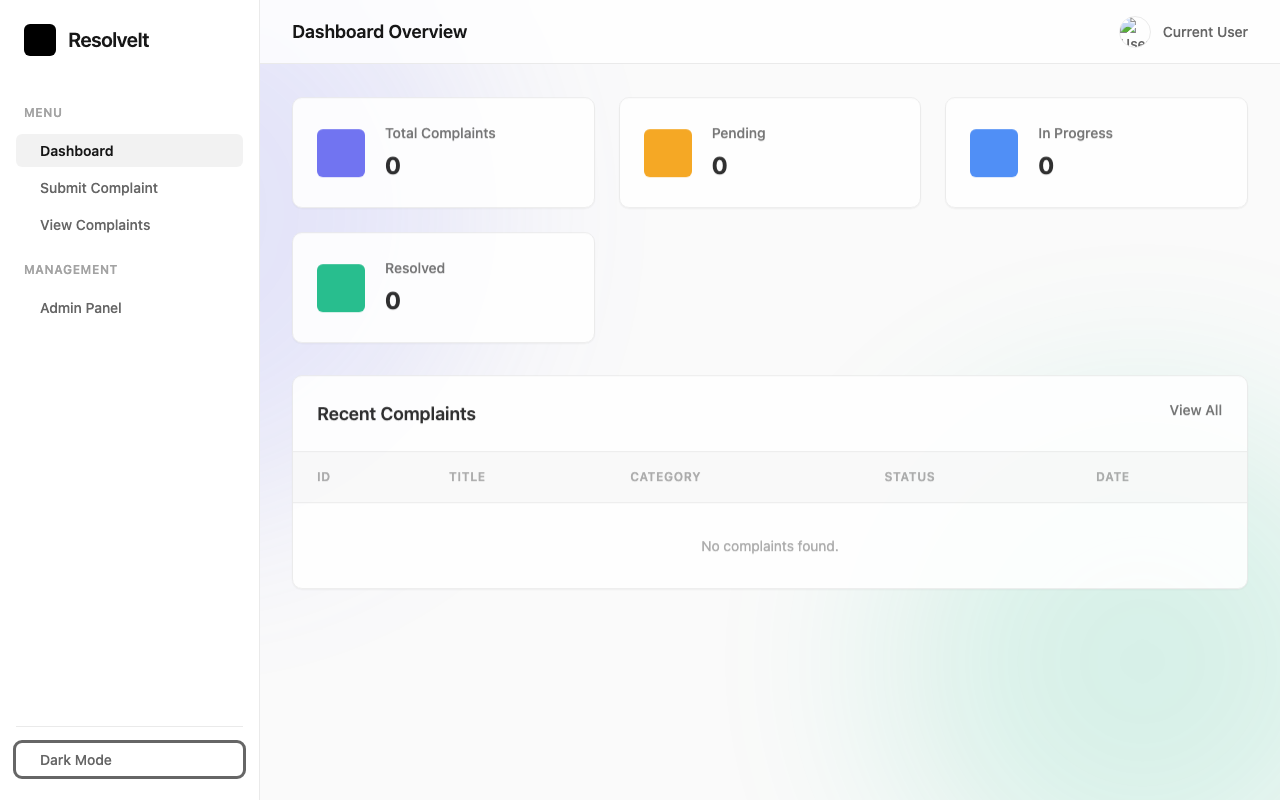 ResolveIt
MENU
Dashboard
Submit Complaint
View Complaints
MANAGEMENT
Admin Panel
Dark Mode
Dashboard Overview
Current User
Total Complaints
0
Pending
0
In Progress
0
Resolved
0
Recent Complaints
View All
ID TITLE CATEGORY STATUS DATE
No complaints found.